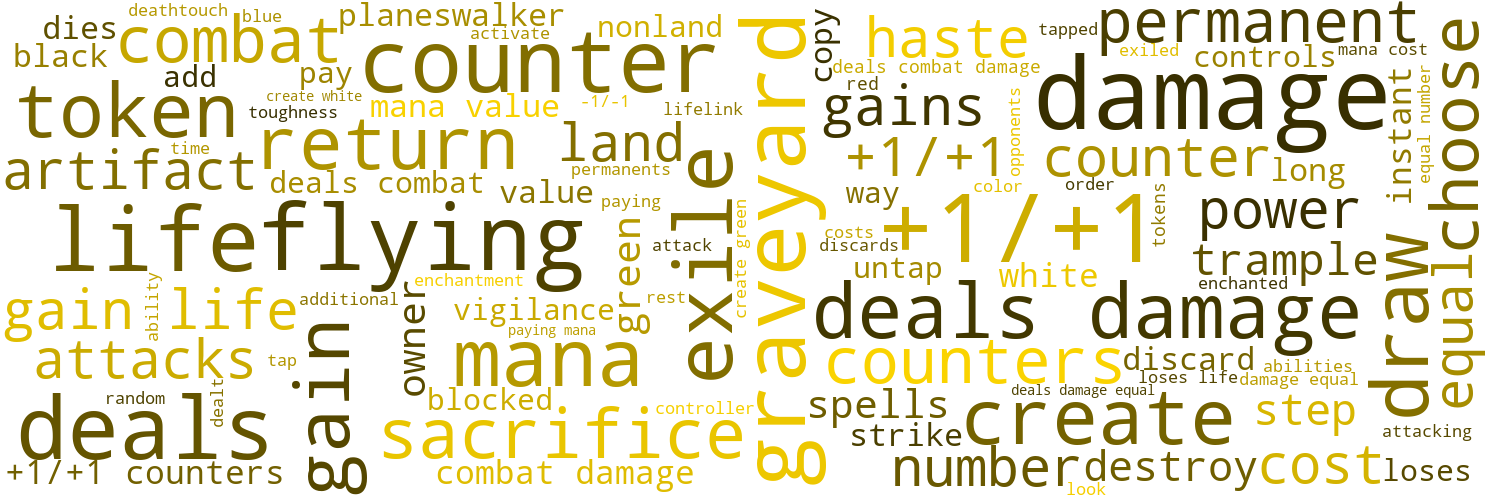 deathtouch
blue
planeswalker
nonland
dies
combat
activate
black
counter
add
pay
token
create white
mana value
-1/-1
toughness
lifelink
time
return
land
artifact
deals combat
value
permanents
paying
life
flying
green
attack
exile
create green
enchantment
gain life
ability
additional
owner
vigilance
rest
paying mana
attacks
tap
gain
mana
random
dealt
blocked
controller
deals
sacrifice
+1/+1 counters
combat damage
graveyard
copy
haste
tapped
permanent
exiled
controls
mana cost
deals combat damage
red
gains
opponents
damage
instant
equal number
choose
+1/+1
counter
long
way
color
order
tokens
power
costs
discards
+1/+1
untap
white
trample
enchanted
draw
equal
deals damage
counters
discard
abilities
loses life
damage equal
deals damage equal
spells
create
step
strike
attacking
number
destroy
cost
loses
look